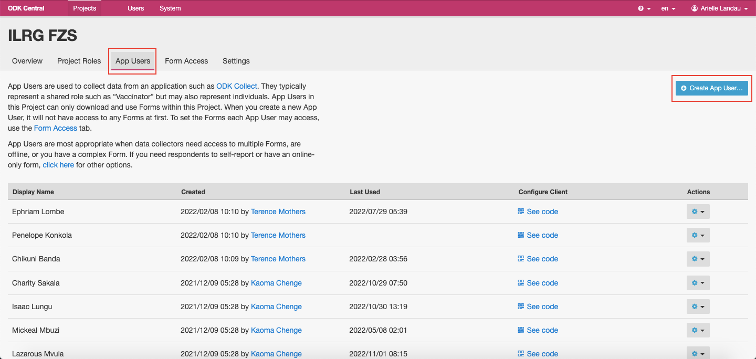 ODK Central Projects Users System en Arielle Landau
ILRG FZS
Overview Project Roles App Users Form Access Settings
App Users are used to collect data from an application such as ODK Collect. They typically
represent a shared role such as "Vaccinator" but may also represent individuals. App Users in
this Project can only download and use Forms within this Project. When you create a new App
User, it will not have access to any Forms at first. To set the Forms each App User may access,
use the Form Access tab.
Create App User...
App Users are most appropriate when data collectors need access to multiple Forms, are
offline, or you have a complex Form. If you need respondents to self-report or have an online-
only form, click here for other options.
Display Name Created Last Used Configure Client Actions
Ephriam Lombe 2022/02/08 10:10 by Terence Mothers 2022/07/29 05:39 See code
Penelope Konkola 2022/02/08 10:10 by Terence Mothers See code
Chikuni Banda 2022/02/08 10:09 by Terence Mothers 2022/02/28 03:56 See code
Charity Sakala 2021/12/09 05:28 by Kaoma Chenge 2022/10/29 07:50 See code
Isaac Lungu 2021/12/09 05:28 by Kaoma Chenge 2022/10/30 13:19 See code
Mickeal Mbuzi 2021/12/09 05:28 by Kaoma Chenge 2022/05/08 02:01 See code
Lazarous Mvula 2021/12/09 05:28 by Kaoma Chenge 2022/11/01 08:15 See code